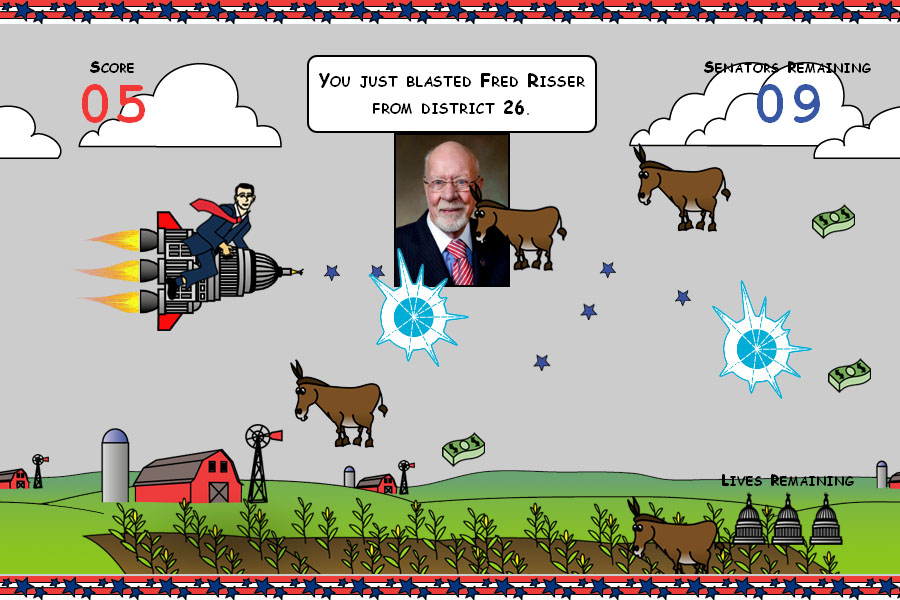 Score
05
You just blasted Fred Risser
from district 26.
Senators Remaining
09
Lives Remaining